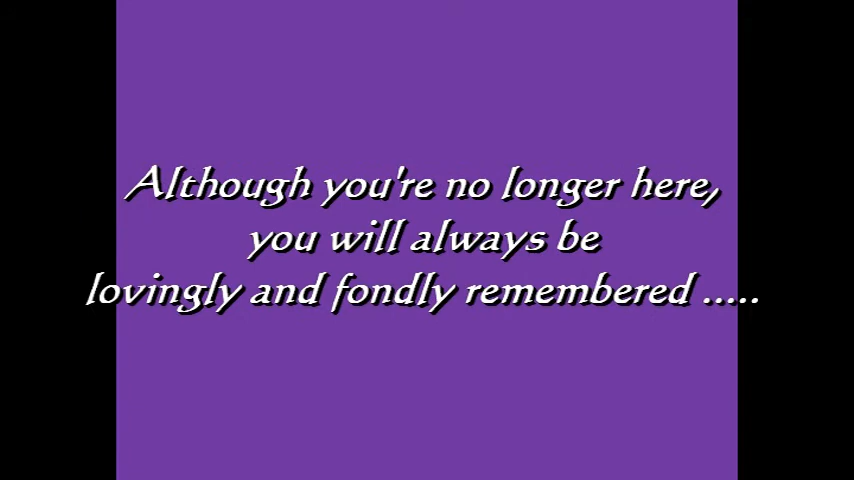 Although you're no longer here,
you will always be
lovingly and fondly remembered .....